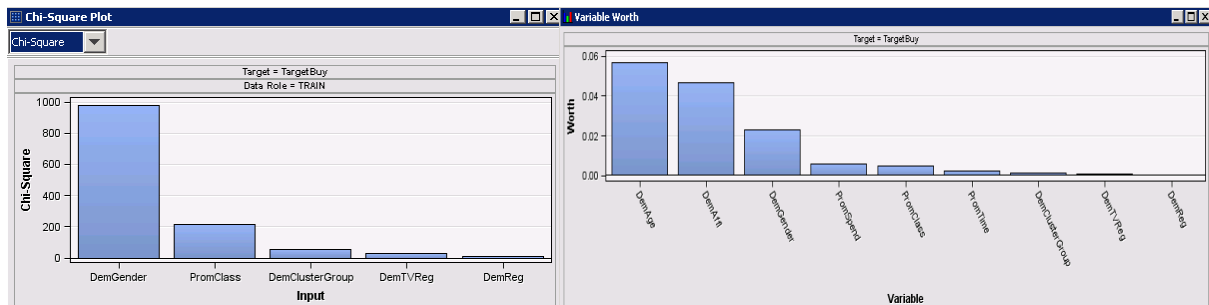 Chi-Square Plot
Chi-Square
Target = TargetBuy
Data Role = TRAIN
1000
800
600
400
200
0
Chi-Square
DemGender PromClass DemClusterGroup DemTVReg DemReg
Input
Variable Worth
Target = TargetBuy
0.06
0.04
0.02
0.00
Worth
DemAge DemAffl DemGender PromSpend PromClass PromTime DemClusterGroup DemTVReg DemReg
Variable